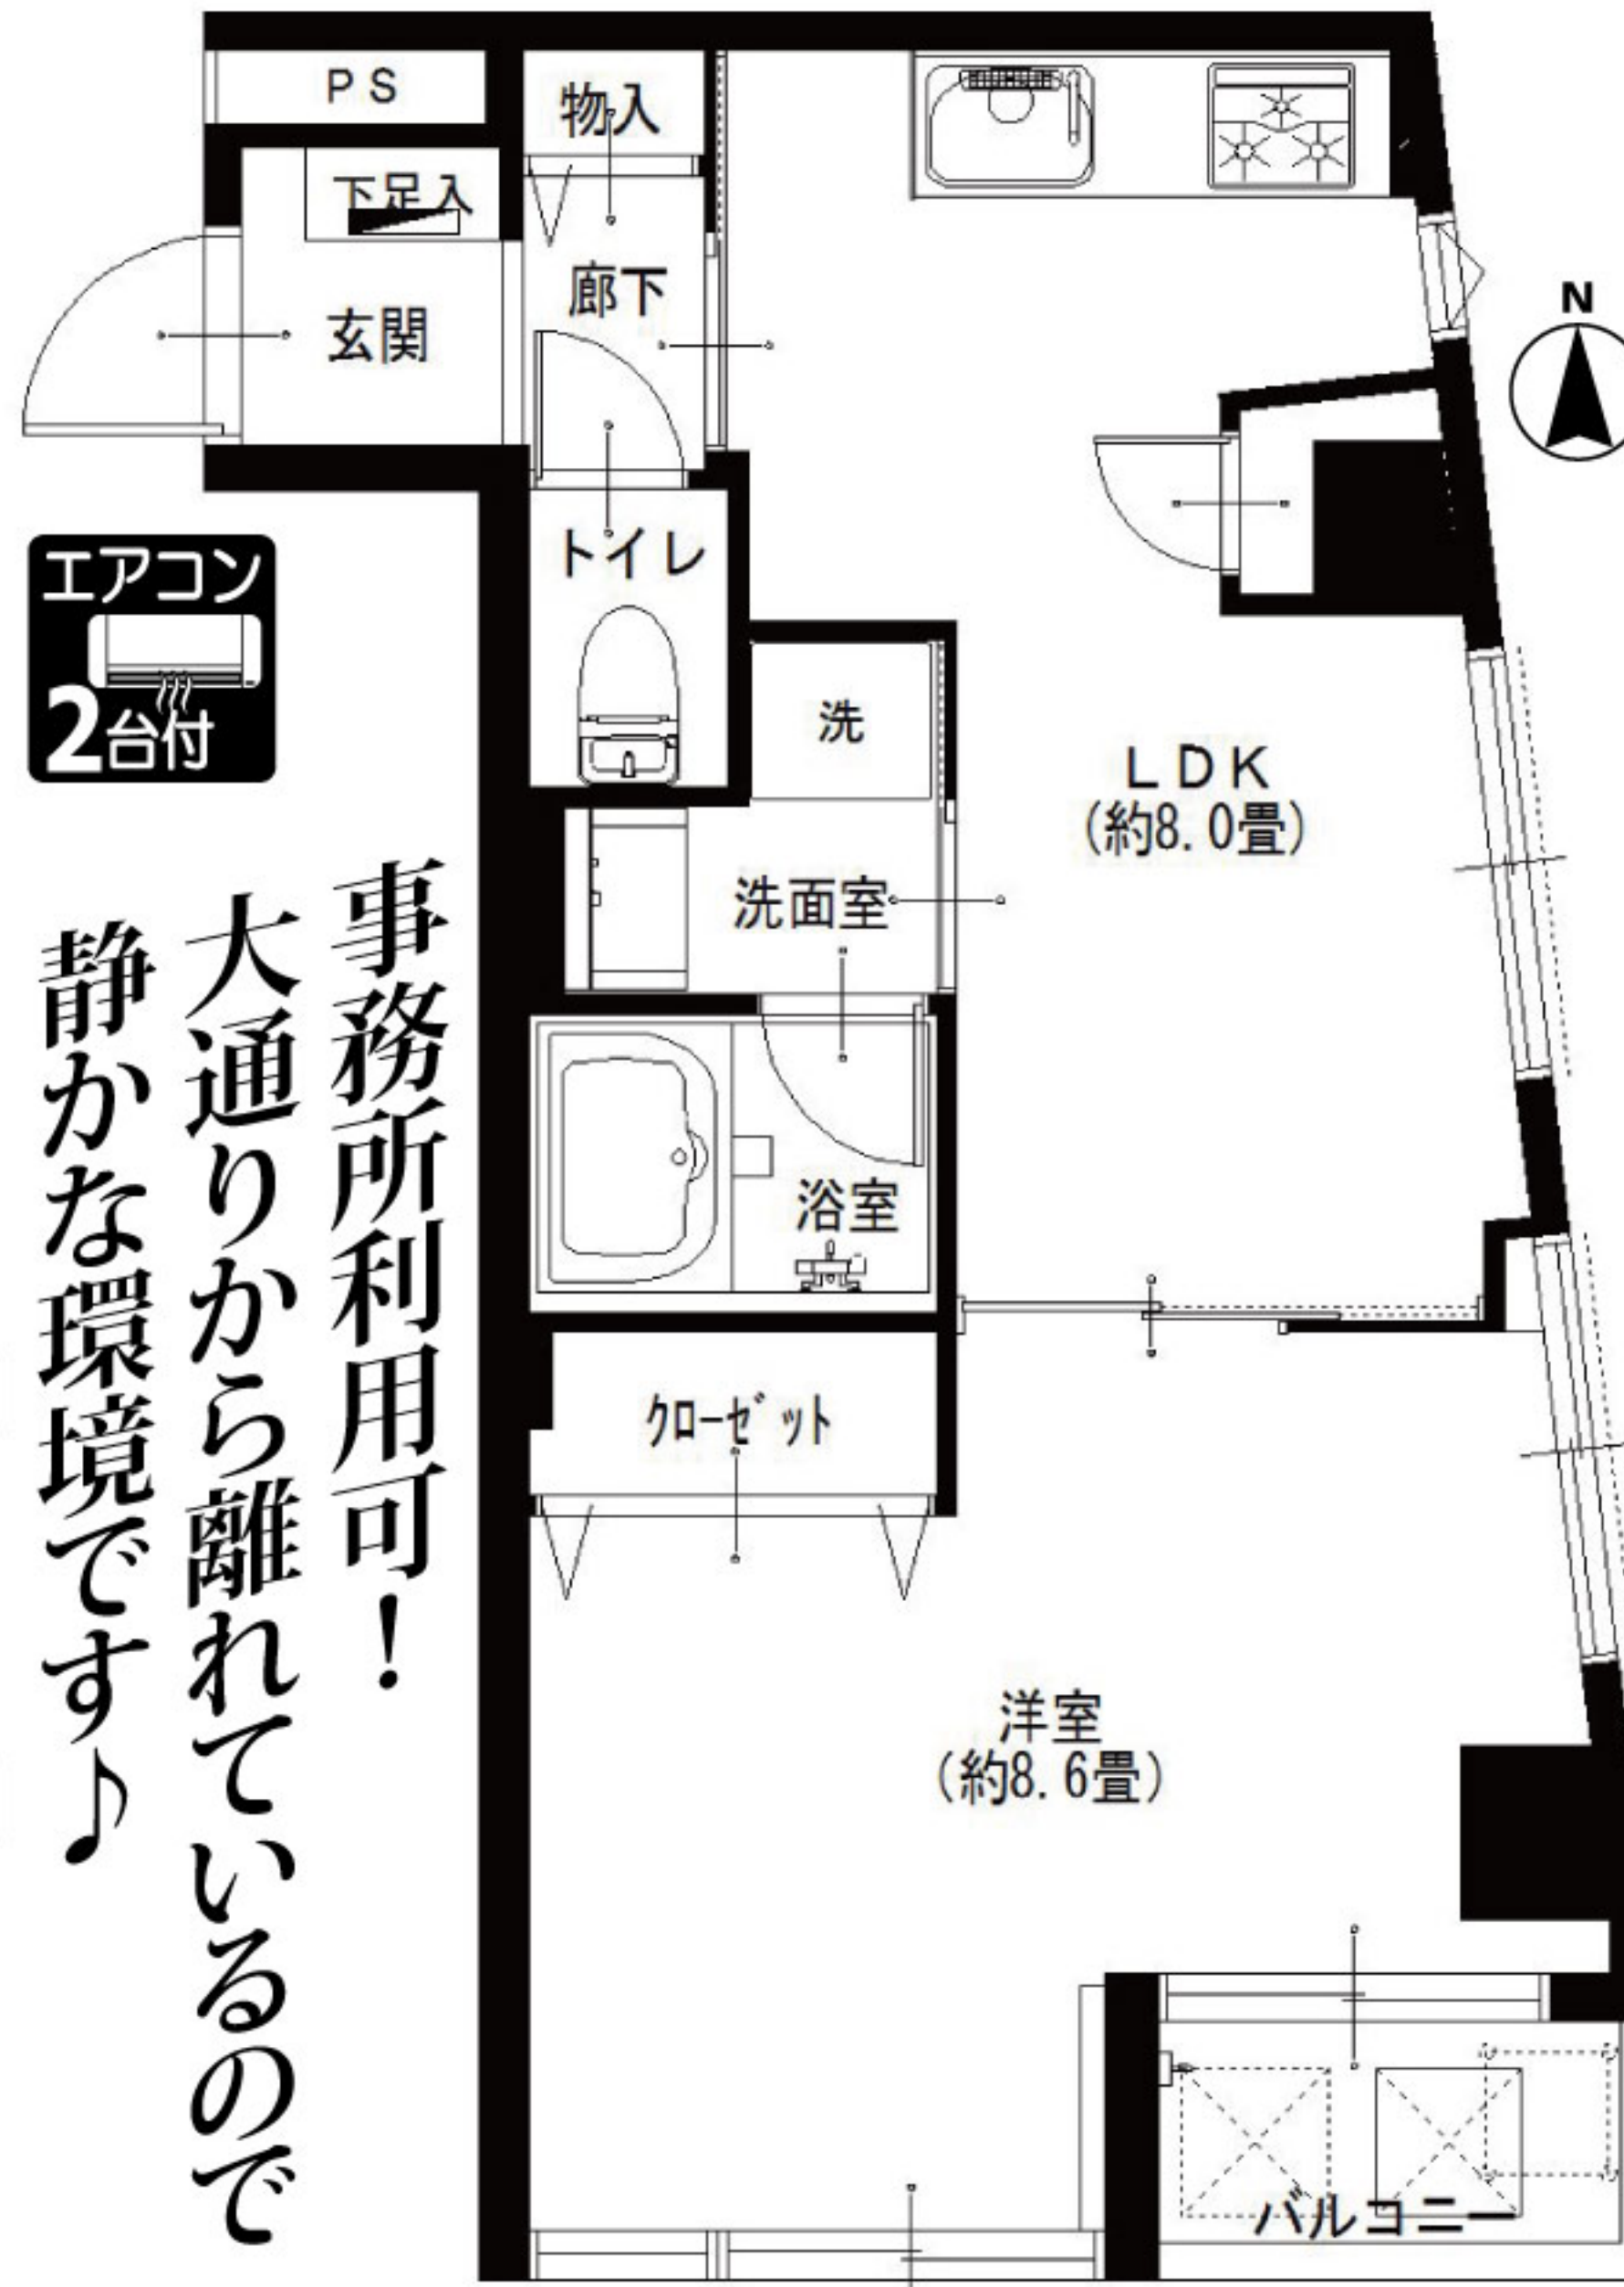 PS
物入
下足入
廊下
玄関
N
トイレ
エアコン
2台付
洗
LDK
(約8.0畳)
洗面室
浴室
クローゼット
洋室
(約8.6畳)
バルコニー
事務所利用可!
大通りから離れているので
静かな環境です♪